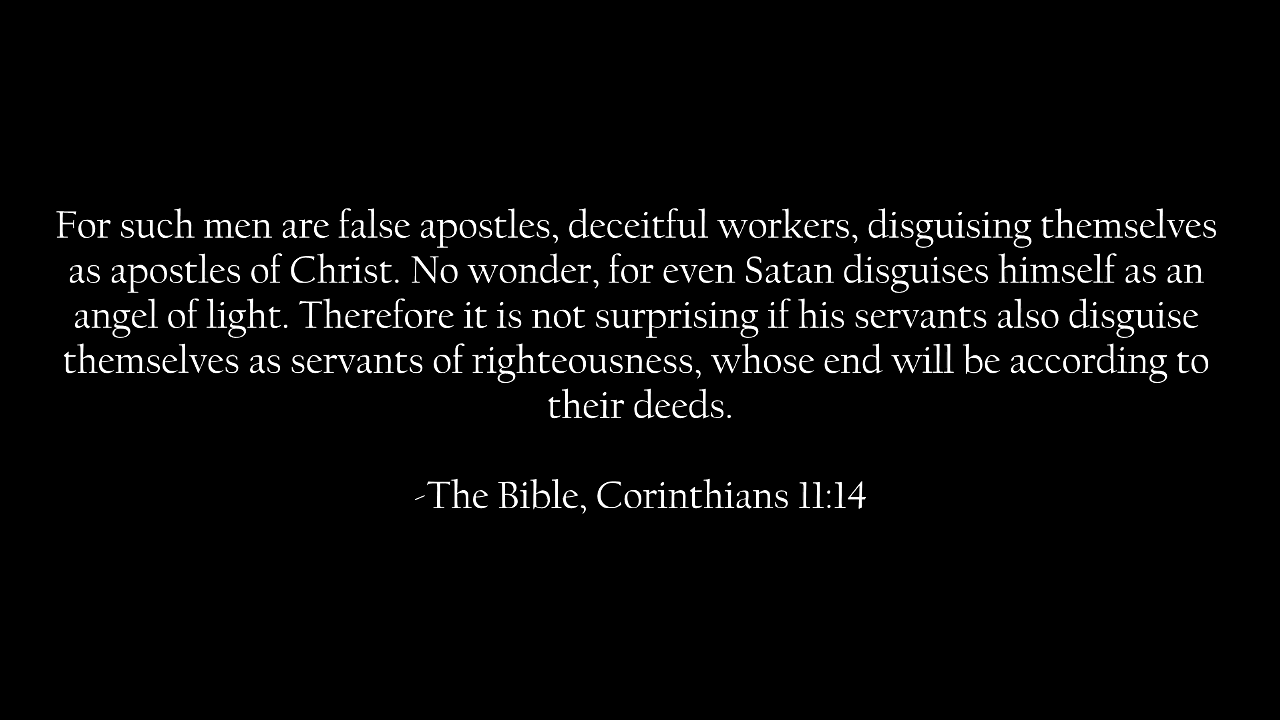 For such men are false apostles, deceitful workers, disguising themselves
as apostles of Christ. No wonder, for even Satan disguises himself as an
angel of light. Therefore it is not surprising if his servants also disguise
themselves as servants of righteousness, whose end will be according to
their deeds.
-The Bible, Corinthians 11:14